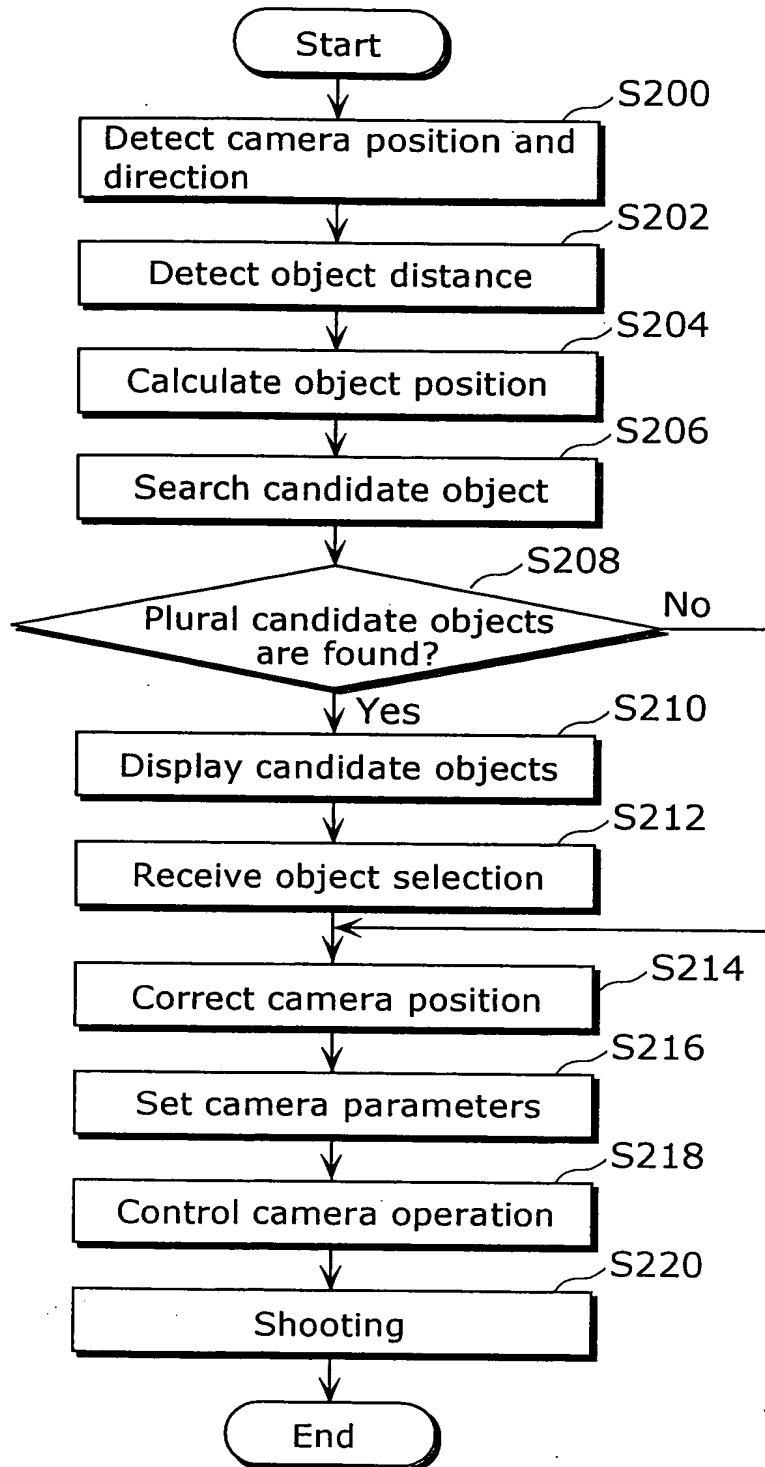 Start
S200
Detect camera position and
direction
S202
Detect object distance
S204
Calculate object position
S206
Search candidate object
S208
Plural candidate objects
are found?
No
Yes
S210
Display candidate objects
S212
Receive object selection
S214
Correct camera position
S216
Set camera parameters
S218
Control camera operation
S220
Shooting
End